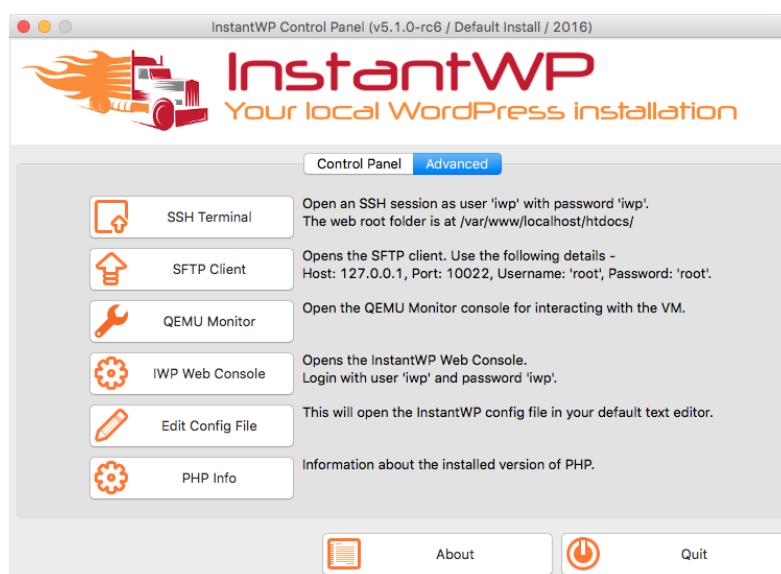 InstantWP Control Panel (v5.1.0-rc6 / Default Install / 2016)
InstantWP
Your local WordPress installation
Control Panel
Advanced
SSH Terminal
Open an SSH session as user 'iwp' with password 'iwp'.
The web root folder is at /var/www/localhost/htdocs/
SFTP Client
Opens the SFTP client. Use the following details -
Host: 127.0.0.1, Port: 10022, Username: 'root', Password: 'root'.
QEMU Monitor
Open the QEMU Monitor console for interacting with the VM.
IWP Web Console
Opens the InstantWP Web Console.
Login with user 'iwp' and password 'iwp'.
Edit Config File
This will open the InstantWP config file in your default text editor.
PHP Info
Information about the installed version of PHP.
About
Quit